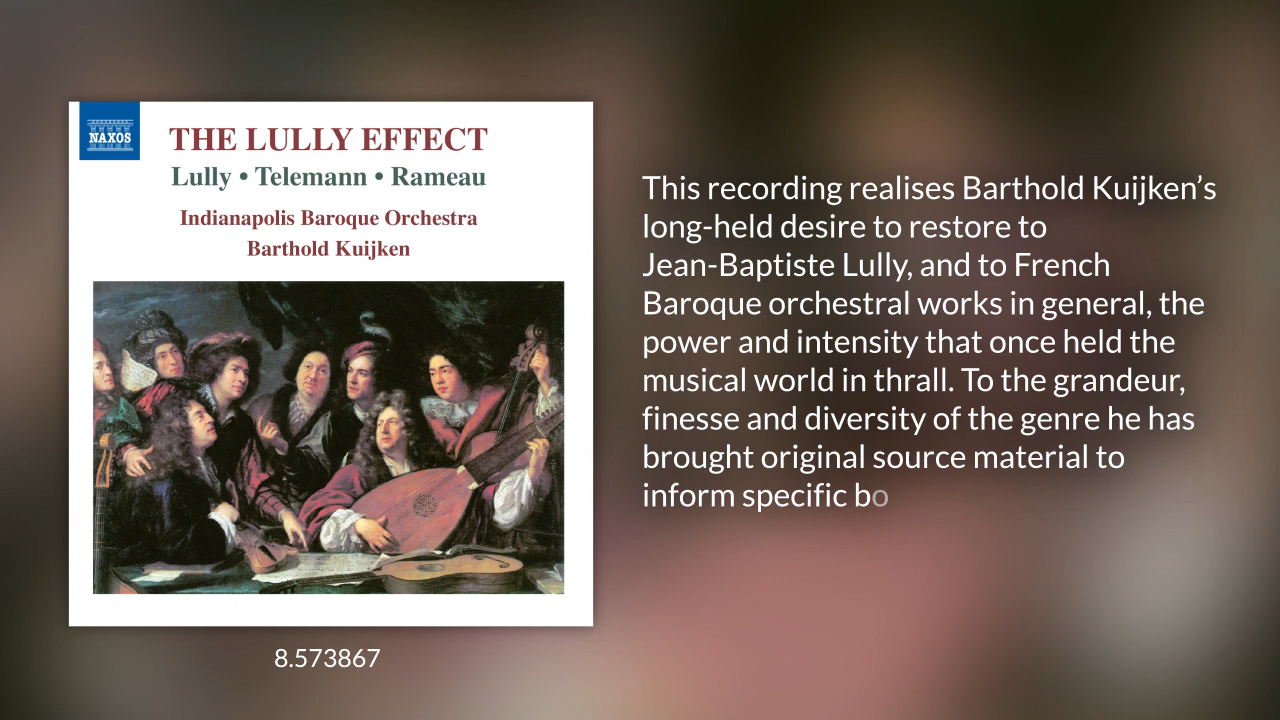 NAXOS
THE LULLY EFFECT
Lully • Telemann • Rameau
Indianapolis Baroque Orchestra
Barthold Kuijken
This recording realises Barthold Kuijken’s
long-held desire to restore to
Jean-Baptiste Lully, and to French
Baroque orchestral works in general, the
power and intensity that once held the
musical world in thrall. To the grandeur,
finesse and diversity of the genre he has
brought original source material to
inform specific bo
8.573867